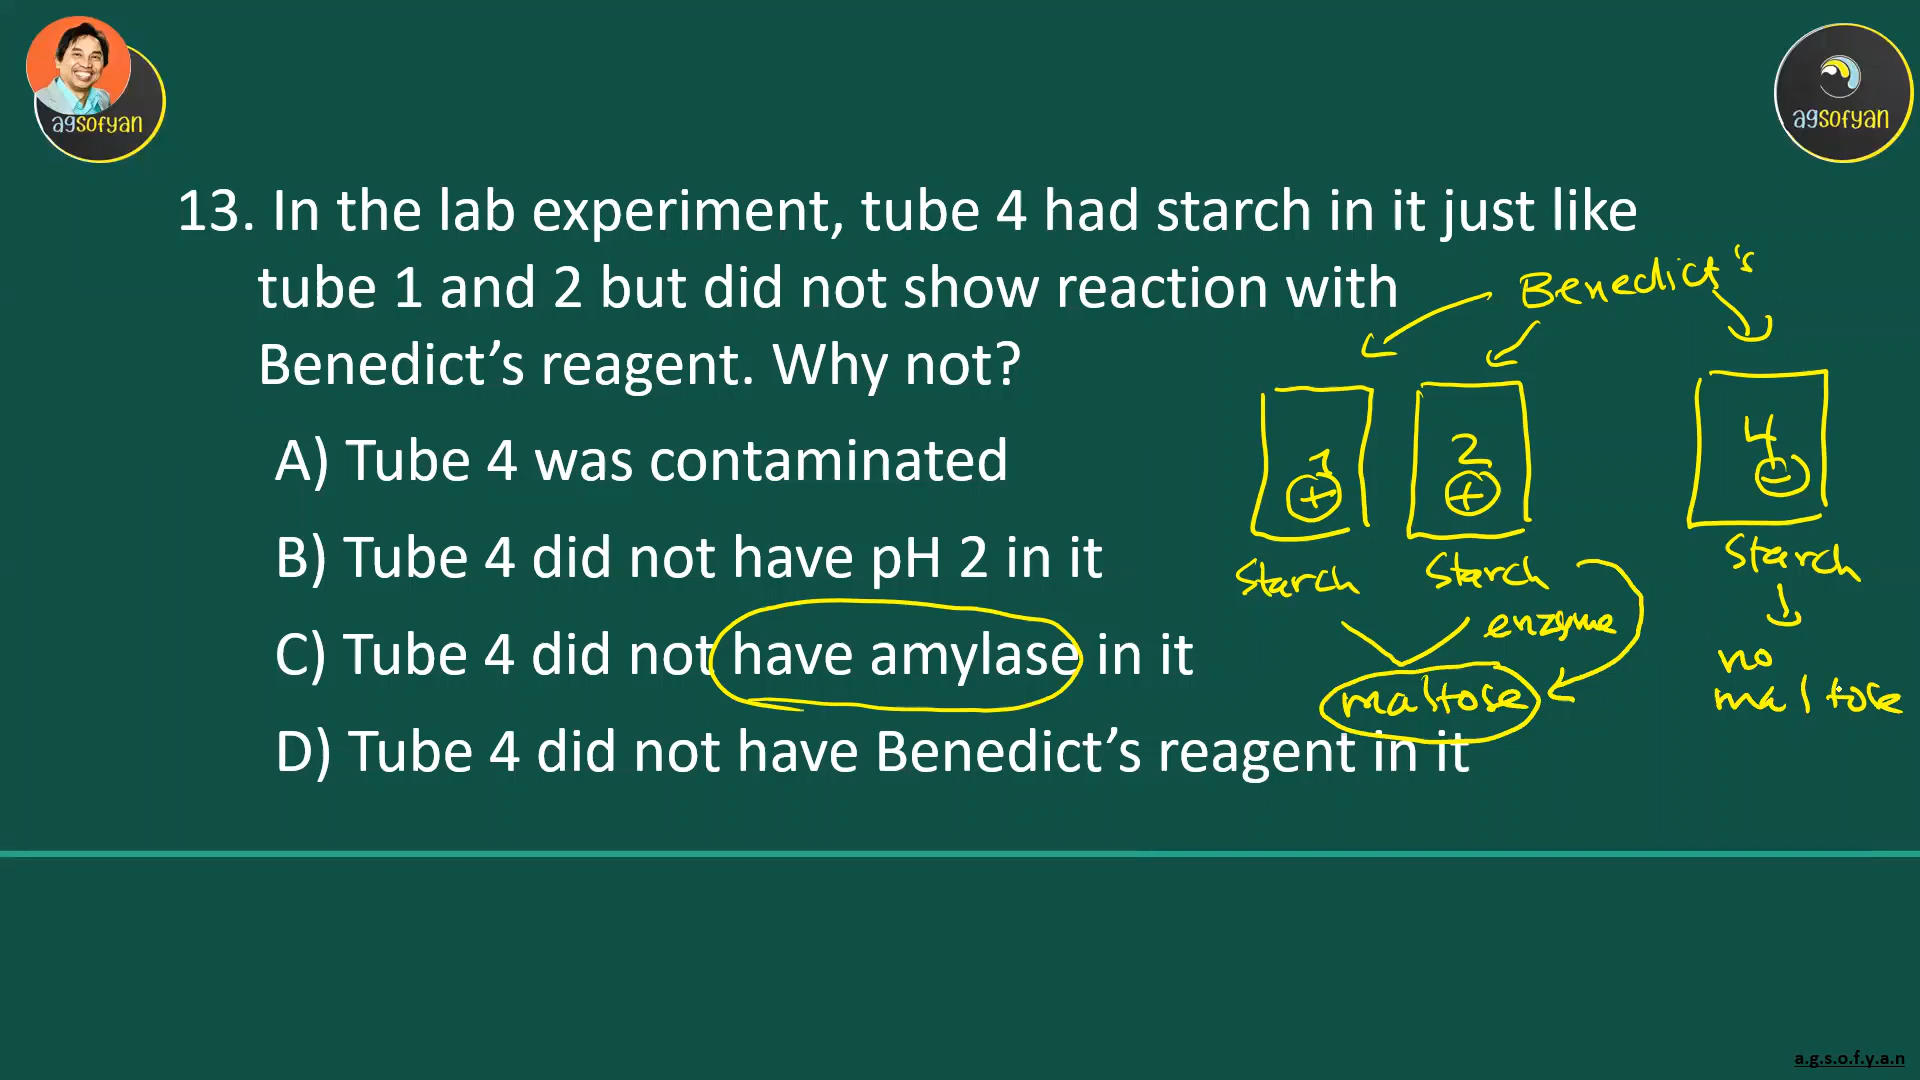 agsofyan
agsofyan
13. In the lab experiment, tube 4 had starch in it just like
tube 1 and 2 but did not show reaction with
Benedict’s reagent. Why not?
A) Tube 4 was contaminated
B) Tube 4 did not have pH 2 in it
C) Tube 4 did not have amylase in it
D) Tube 4 did not have Benedict’s reagent in it
Benedict's
1
+
2
+
4
-
Starch
Starch
Starch
enzyme
maltose
no
maltose
a.g.s.o.f.y.a.n